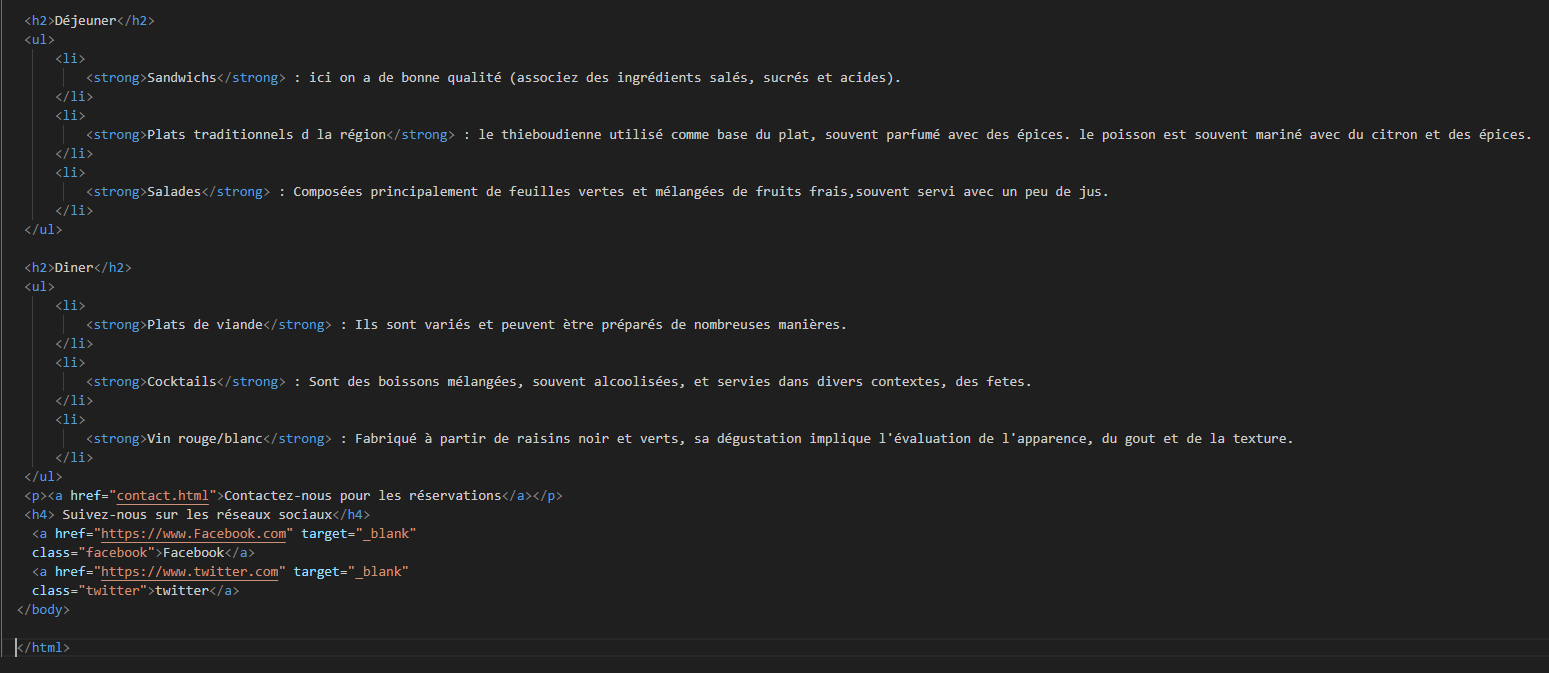 <h2>Déjeuner</h2>
<ul>
<li>
<strong>Sandwichs</strong> : ici on a de bonne qualité (associez des ingrédients salés, sucrés et acides).
</li>
<li>
<strong>Plats traditionnels d la région</strong> : le thieboudienne utilisé comme base du plat, souvent parfumé avec des épices. le poisson est souvent mariné avec du citron et des épices.
</li>
<li>
<strong>Salades</strong> : Composées principalement de feuilles vertes et mélangées de fruits frais,souvent servi avec un peu de jus.
</li>
</ul>
<h2>Diner</h2>
<ul>
<li>
<strong>Plats de viande</strong> : Ils sont variés et peuvent ètre préparés de nombreuses manières.
</li>
<li>
<strong>Cocktails</strong> : Sont des boissons mélangées, souvent alcoolisées, et servies dans divers contextes, des fetes.
</li>
<li>
<strong>Vin rouge/blanc</strong> : Fabriqué à partir de raisins noir et verts, sa dégustation implique l'évaluation de l'apparence, du gout et de la texture.
</li>
</ul>
<p><a href="contact.html">Contactez-nous pour les réservations</a></p>
<h4> Suivez-nous sur les réseaux sociaux</h4>
<a href="https://www.Facebook.com" target="_blank"
class="facebook">Facebook</a>
<a href="https://www.twitter.com" target="_blank"
class="twitter">twitter</a>
</body>
</html>